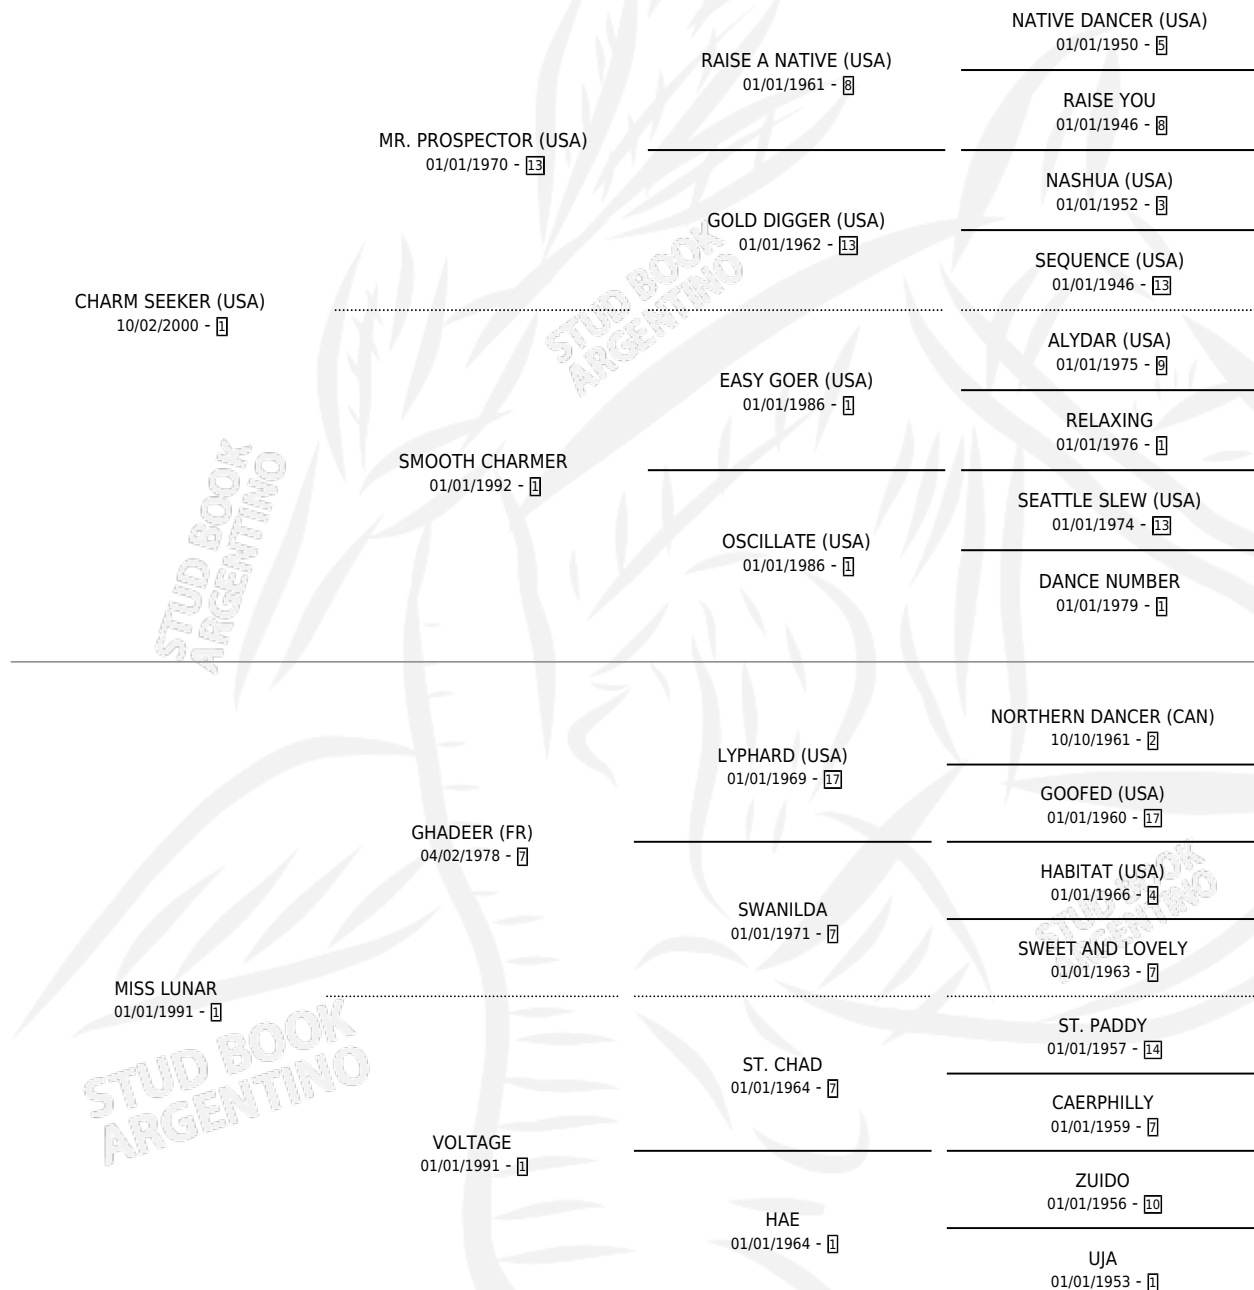 NATIVE DANCER (USA)
01/01/1950 - 5
RAISE A NATIVE (USA)
01/01/1961 - 8
RAISE YOU
01/01/1946 - 8
MR. PROSPECTOR (USA)
01/01/1970 - 13
NASHUA (USA)
01/01/1952 - 3
GOLD DIGGER (USA)
01/01/1962 - 13
SEQUENCE (USA)
01/01/1946 - 13
CHARM SEEKER (USA)
10/02/2000 - 1
STUD BOOK
ARGENTINO
ALYDAR (USA)
01/01/1975 - 9
EASY GOER (USA)
01/01/1986 - 1
RELAXING
01/01/1976 - 1
SMOOTH CHARMER
01/01/1992 - 1
SEATTLE SLEW (USA)
01/01/1974 - 13
OSCILLATE (USA)
01/01/1986 - 1
DANCE NUMBER
01/01/1979 - 1
STUD BOOK
ARGENTINO
NORTHERN DANCER (CAN)
10/10/1961 - 2
LYPHARD (USA)
01/01/1969 - 17
GOOFED (USA)
01/01/1960 - 17
GHADEER (FR)
04/02/1978 - 7
HABITAT (USA)
01/01/1966 - 4
SWANILDA
01/01/1971 - 7
STUD BOOK
ARGENTINO
SWEET AND LOVELY
01/01/1963 - 7
MISS LUNAR
01/01/1991 - 1
STUD BOOK
ARGENTINO
ST. PADDY
01/01/1957 - 14
ST. CHAD
01/01/1964 - 7
CAERPHILLY
01/01/1959 - 7
VOLTAGE
01/01/1991 - 1
ZUIDO
01/01/1956 - 10
HAE
01/01/1964 - 1
UJA
01/01/1953 - 1